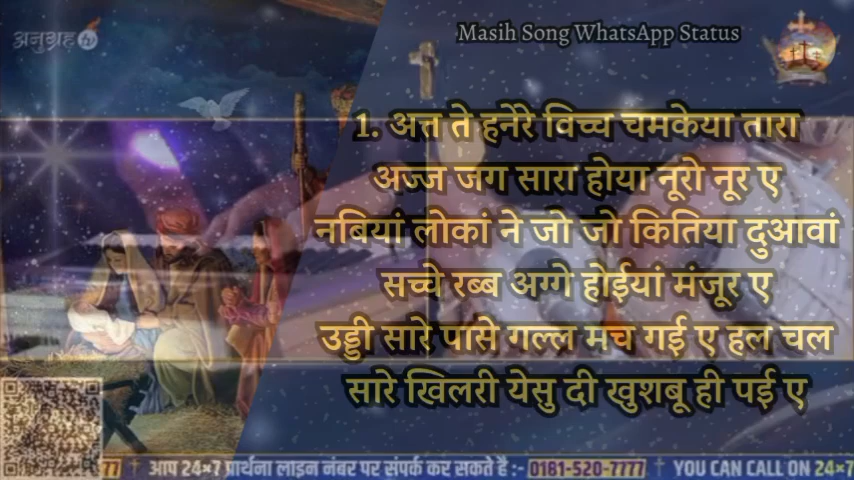 अनुग्रह tv
Masih Song WhatsApp Status
1. अत्त ते हनेरे विच्च चमकेया तारा
अज्ज जग सारा होया नूरो नूर ए
नबियां लोकां ने जो जो कितिया दुआवां
सच्चे रब्ब अग्गे होईयां मंजूर ए
उड्डी सारे पासे गल्ल मच गई ए हल चल
सारे खिलरी येसु दी खुशबू ही पई ए
77 † आप 24×7 प्रार्थना लाइन नंबर पर संपर्क कर सकते है :- 0181-520-7777 † YOU CAN CALL ON 24×7